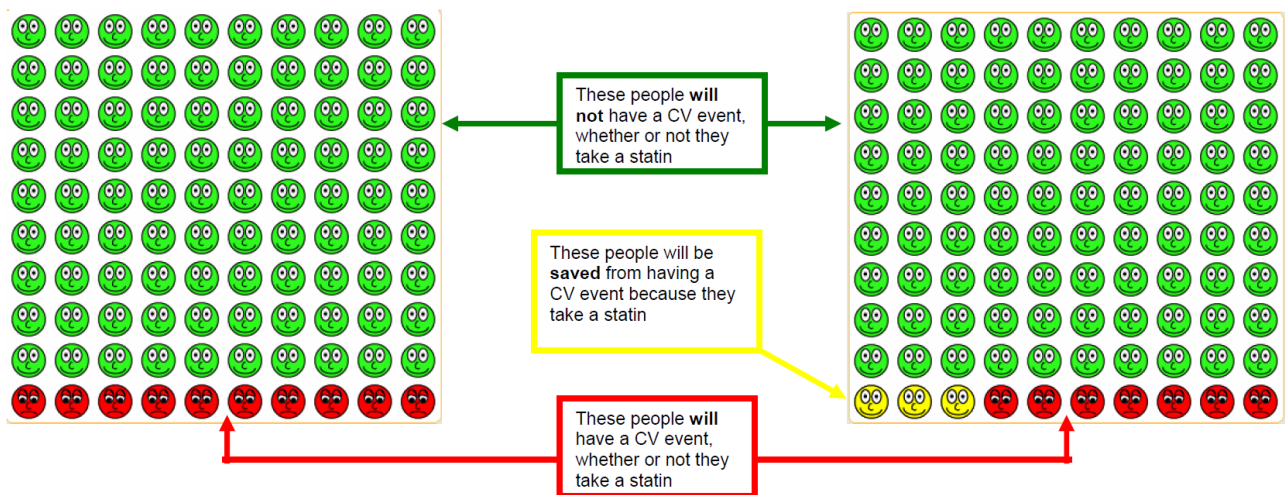 These people will
not have a CV event,
whether or not they
take a statin
These people will be
saved from having a
CV event because they
take a statin
These people will
have a CV event,
whether or not they
take a statin